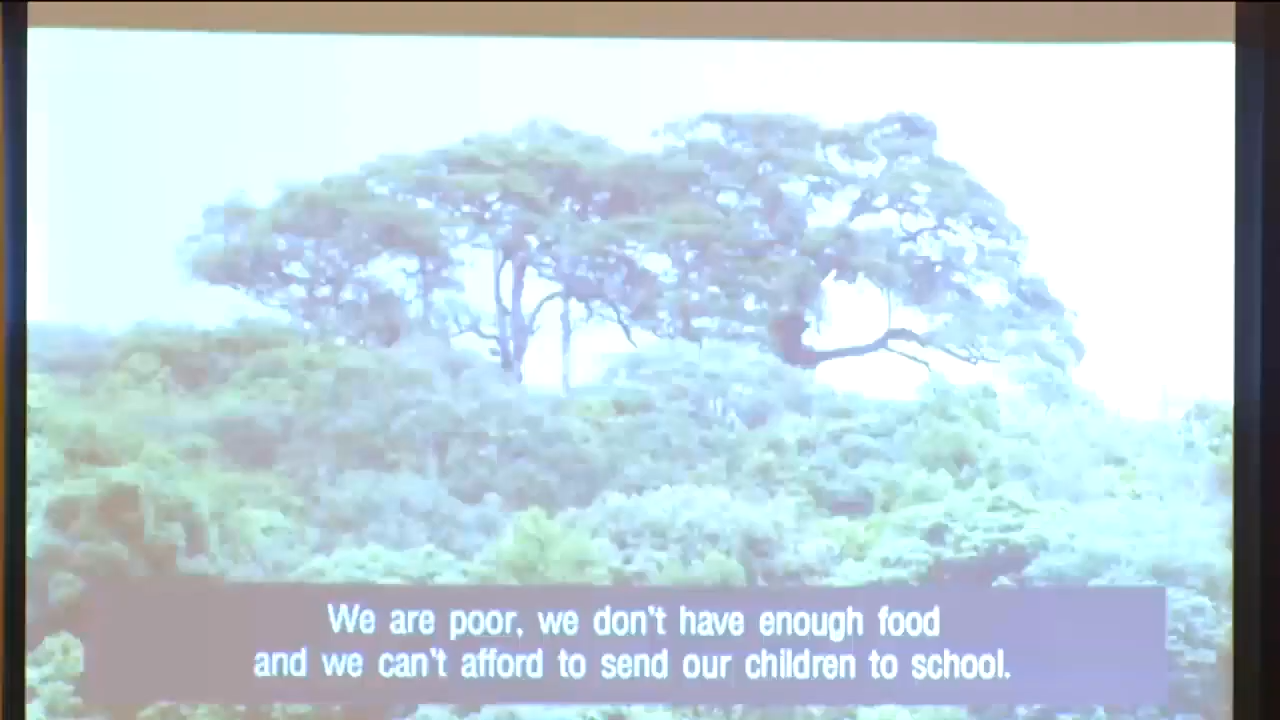 We are poor, we don't have enough food
and we can't afford to send our children to school.